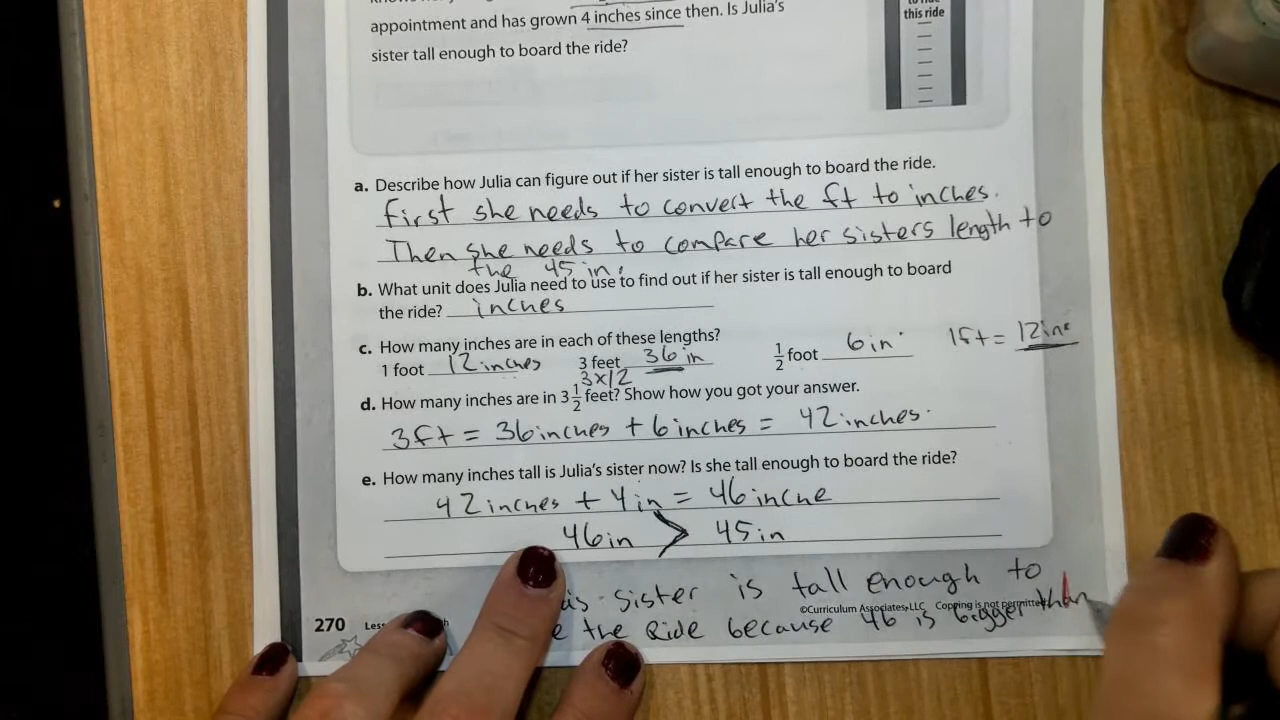 appointment and has grown 4 inches since then. Is Julia's
sister tall enough to board the ride?
this ride
a. Describe how Julia can figure out if her sister is tall enough to board the ride.
First she needs to convert the ft to inches.
Then she needs to compare her sisters length to
the 45 in.
b. What unit does Julia need to use to find out if her sister is tall enough to board
the ride? inches
c. How many inches are in each of these lengths?
1 foot 12 inches 3 feet 36 in 1/2 foot 6 in. 1ft = 12in.
3x12
d. How many inches are in 3 1/2 feet? Show how you got your answer.
3ft = 36 inches + 6 inches = 42 inches.
e. How many inches tall is Julia's sister now? Is she tall enough to board the ride?
42 inches + 4 in = 46 inche
46 in > 45 in
sister is tall enough to
©Curriculum Associates, LLC Copying is not permitted
the Ride because 46 is bigger than
270